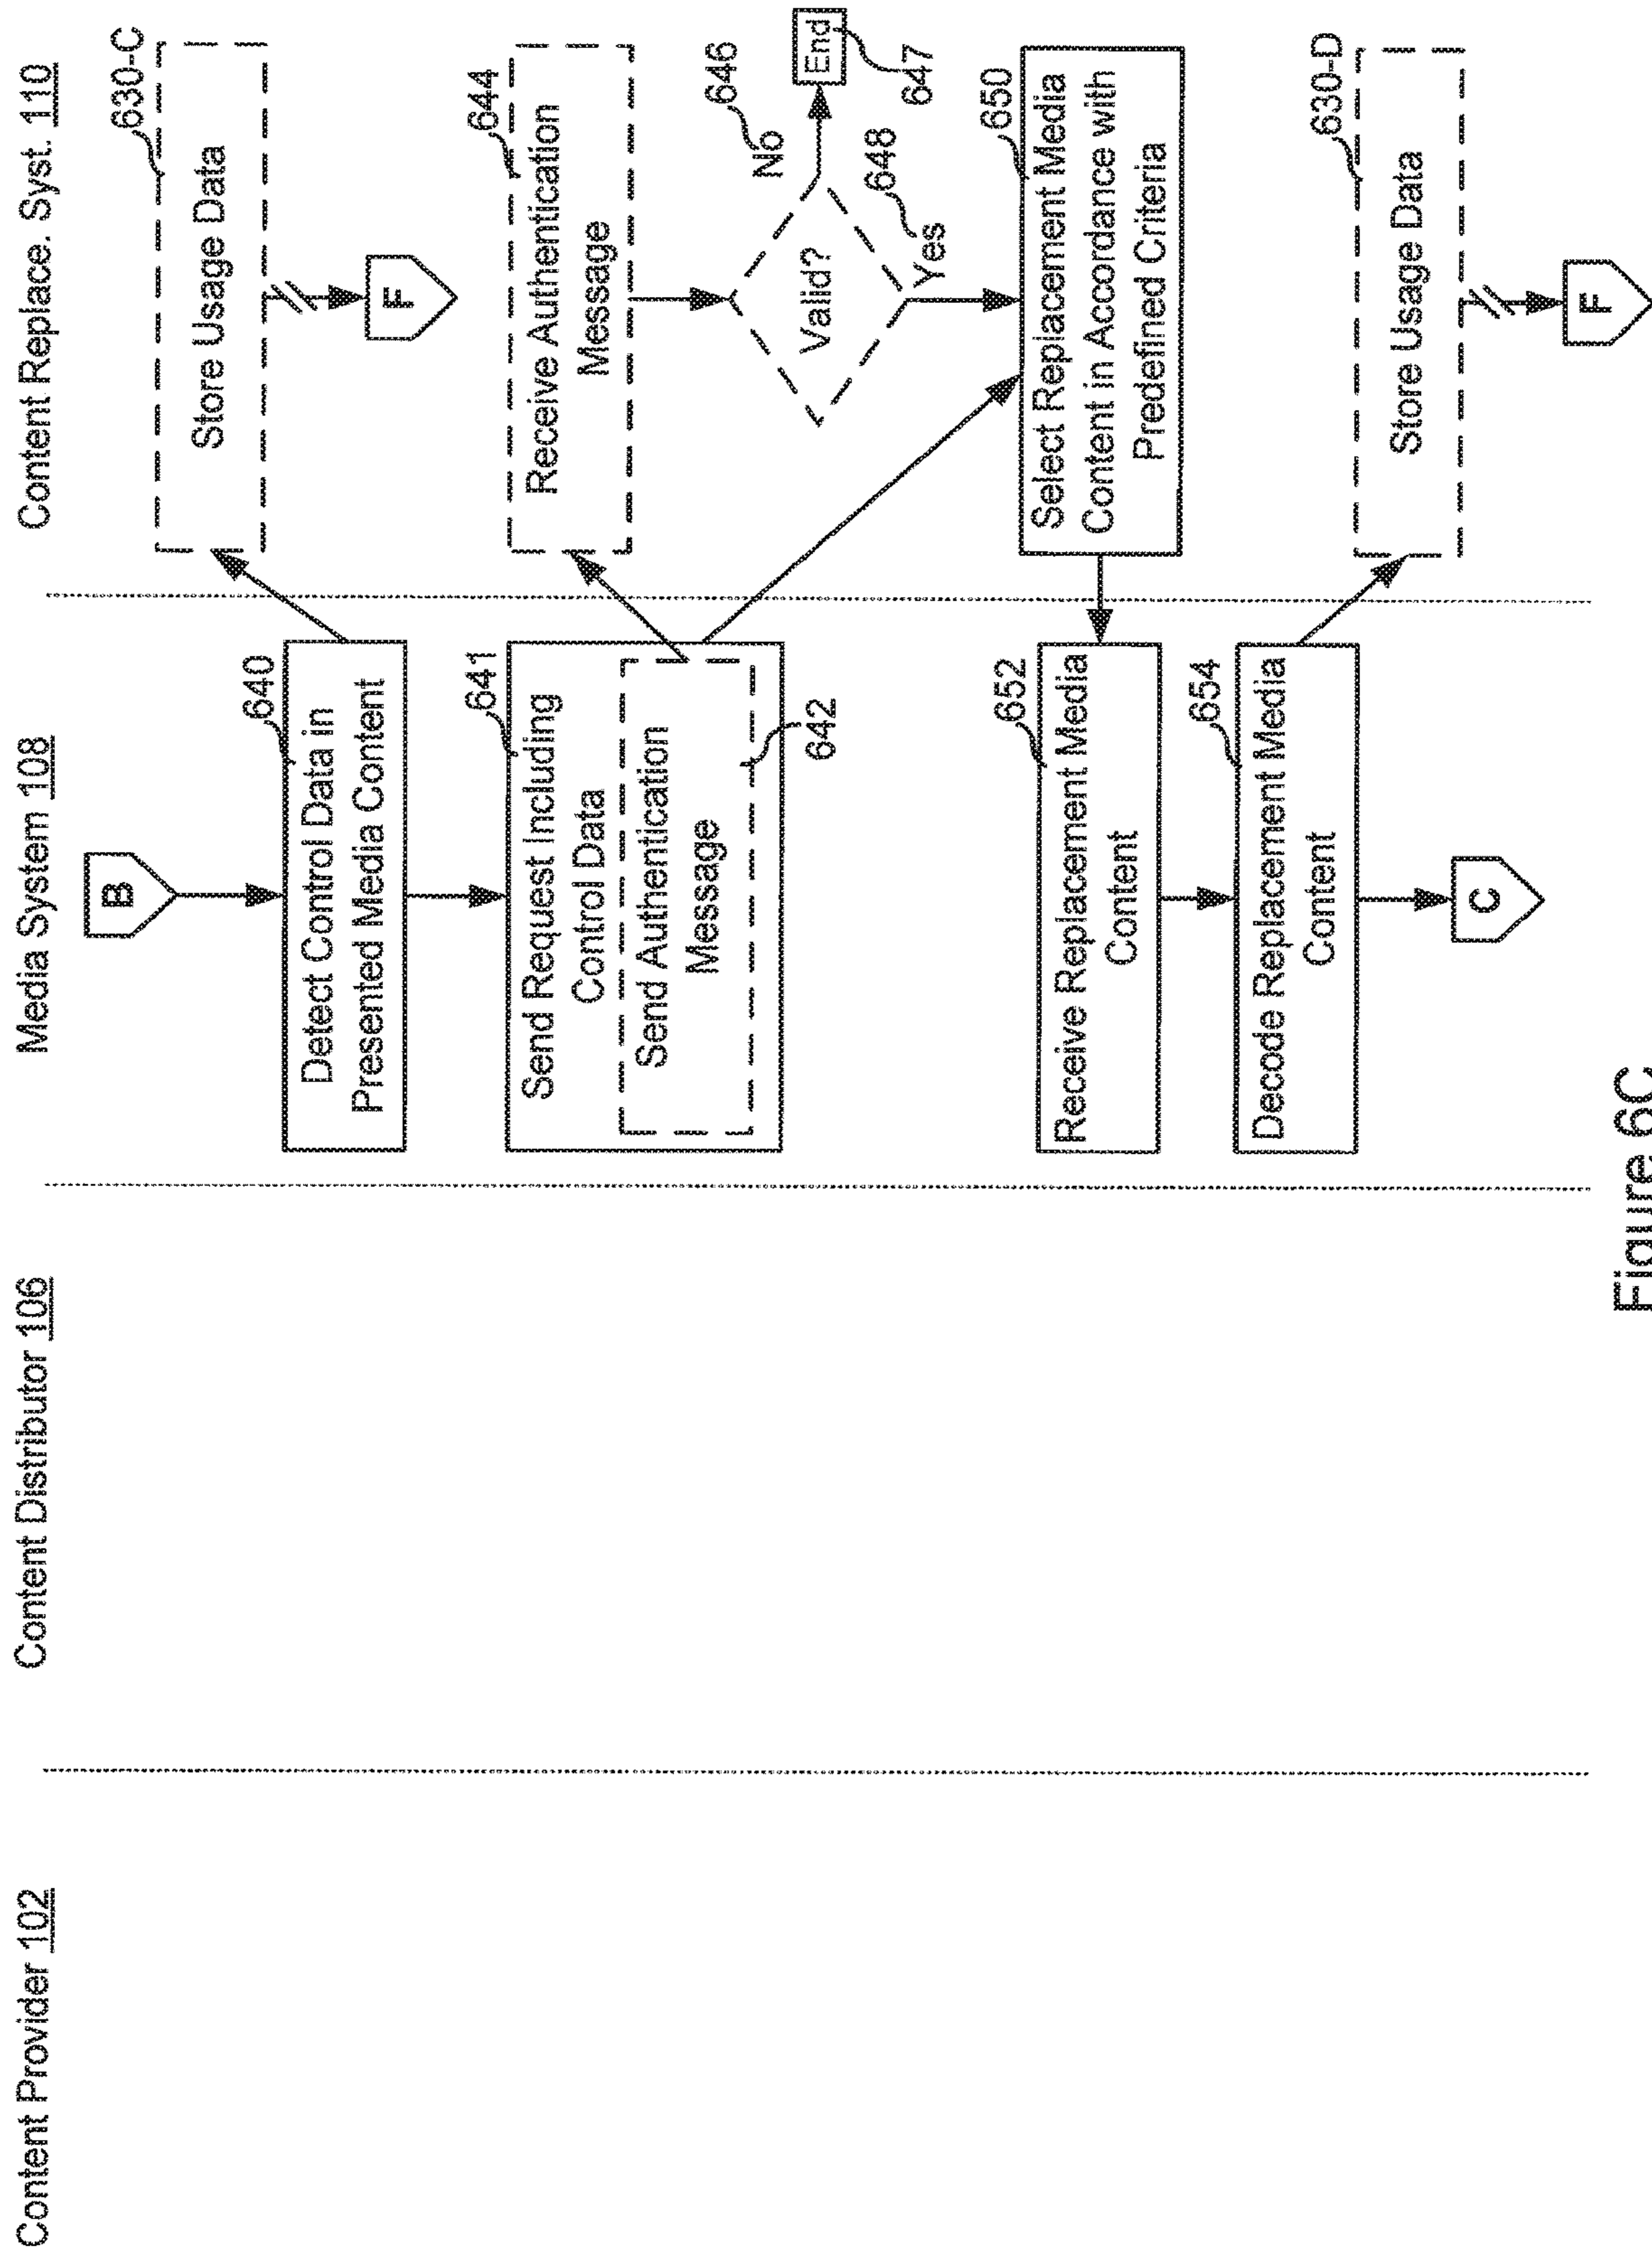 Content Provider 102
Content Distributor 106
Media System 108
Content Replace. Syst. 110
B
640
Detect Control Data in
Presented Media Content
630-C
Store Usage Data
F
641
Send Request Including
Control Data
Send Authentication
Message
642
644
Receive Authentication
Message
Valid?
No
646
End
647
Yes
648
650
Select Replacement Media
Content in Accordance with
Predefined Criteria
652
Receive Replacement Media
Content
654
Decode Replacement Media
Content
630-D
Store Usage Data
C
F
Figure 6C